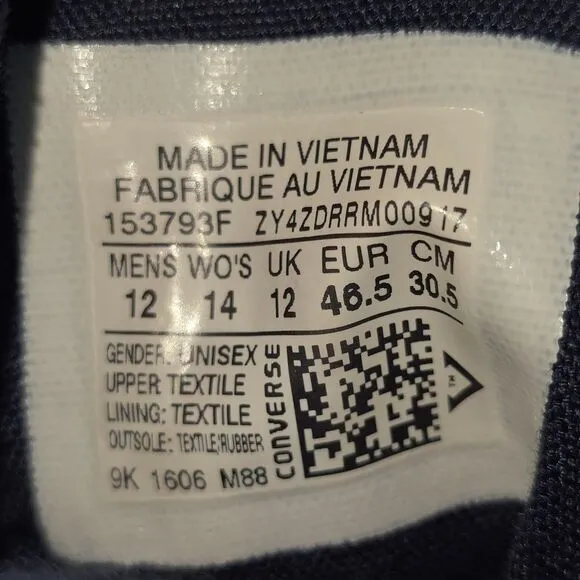 MADE IN VIETNAM
FABRIQUE AU VIETNAM
153793F ZY4ZDRRM00917
MENS WO'S UK EUR CM
12 14 12 46.5 30.5
GENDER: UNISEX
UPPER: TEXTILE
LINING: TEXTILE
OUTSOLE: TEXTILE;RUBBER
9K 1606 M88
CONVERSE
TM